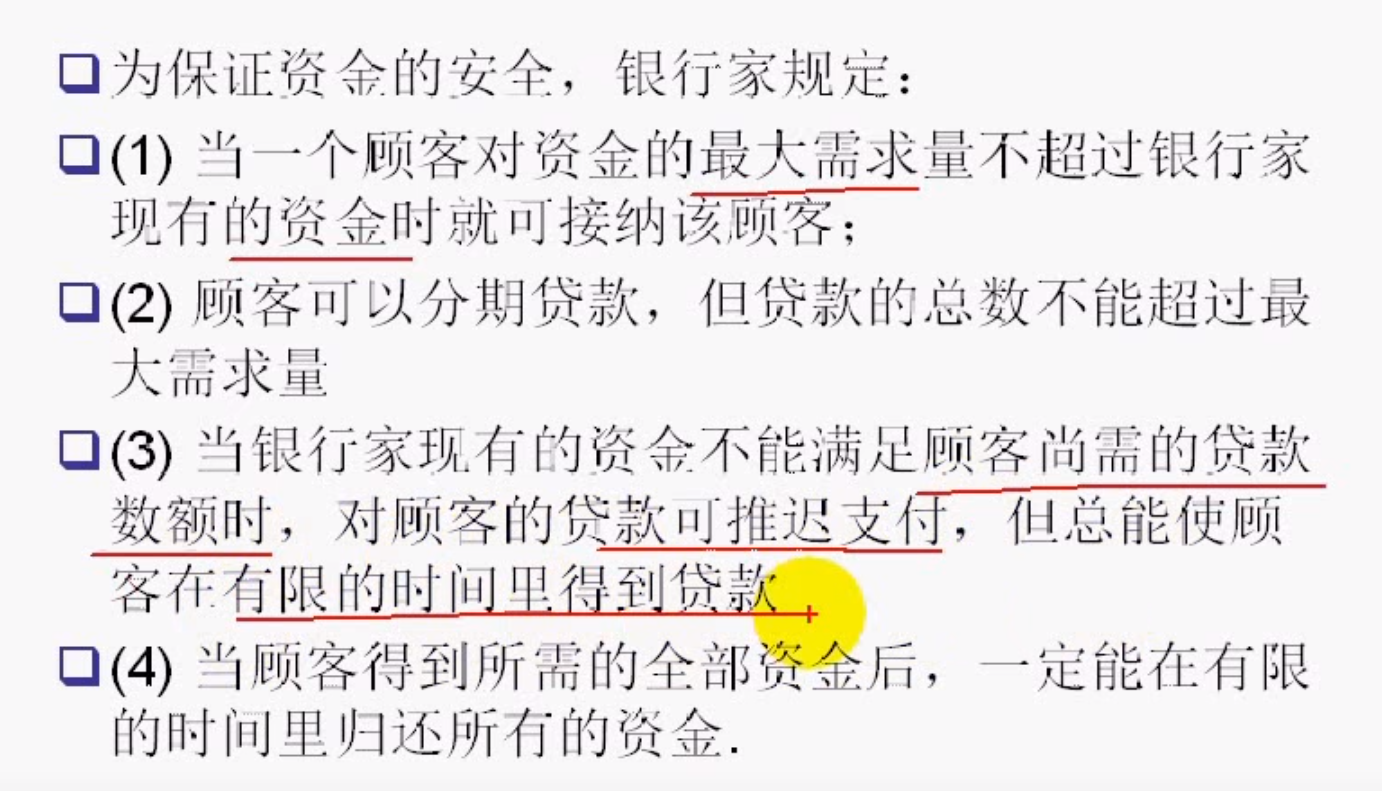 为保证资金的安全，银行家规定：
(1) 当一个顾客对资金的最大需求量不超过银行家
现有的资金时就可接纳该顾客；
(2) 顾客可以分期贷款，但贷款的总数不能超过最
大需求量
(3) 当银行家现有的资金不能满足顾客尚需的贷款
数额时，对顾客的贷款可推迟支付，但总能使顾
客在有限的时间里得到贷款
(4) 当顾客得到所需的全部资金后，一定能在有限
的时间里归还所有的资金.